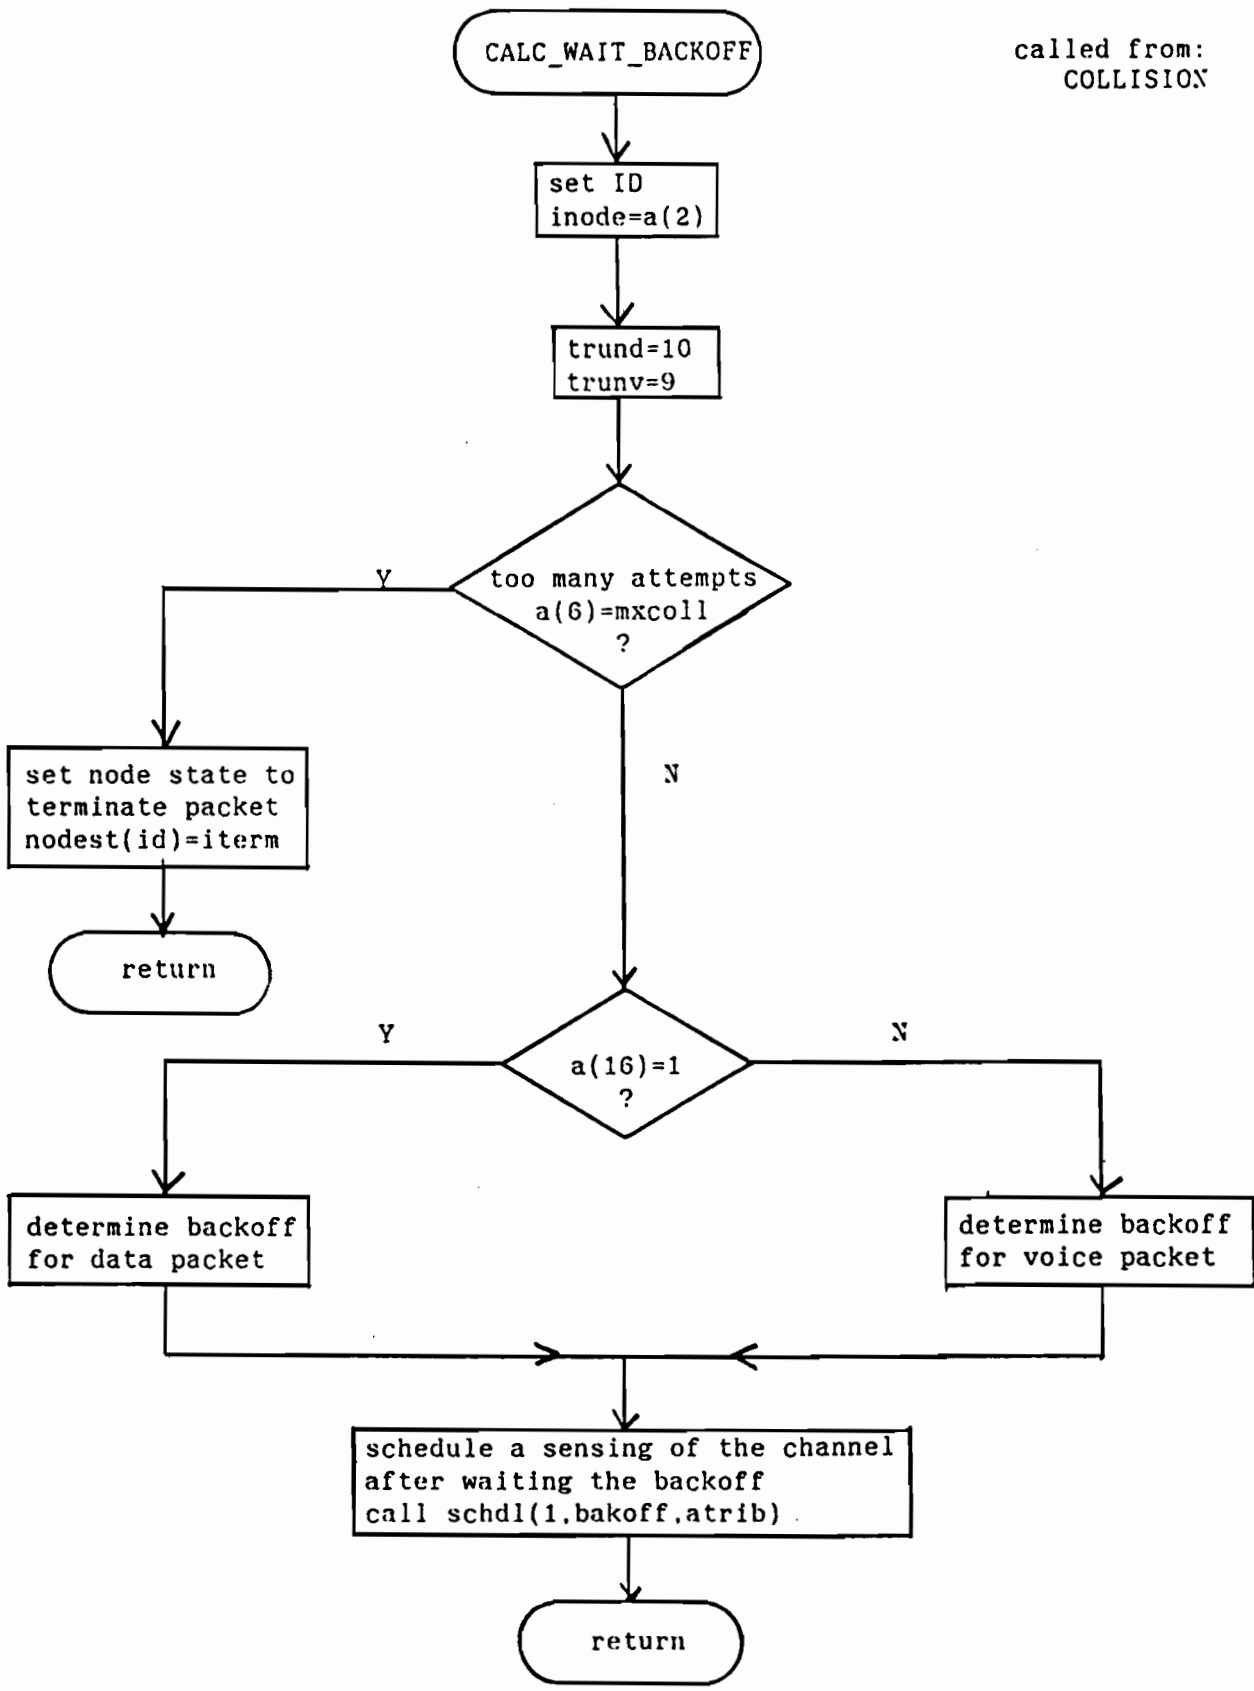 CALC_WAIT_BACKOFF
called from:
COLLISION
set ID
inode=a(2)
trund=10
trunv=9
too many attempts
a(6)=mxcoll
?
Y
N
set node state to
terminate packet
nodest(id)=iterm
return
a(16)=1
?
Y
N
determine backoff
for data packet
determine backoff
for voice packet
schedule a sensing of the channel
after waiting the backoff
call schdl(1,bakoff,atrib)
return